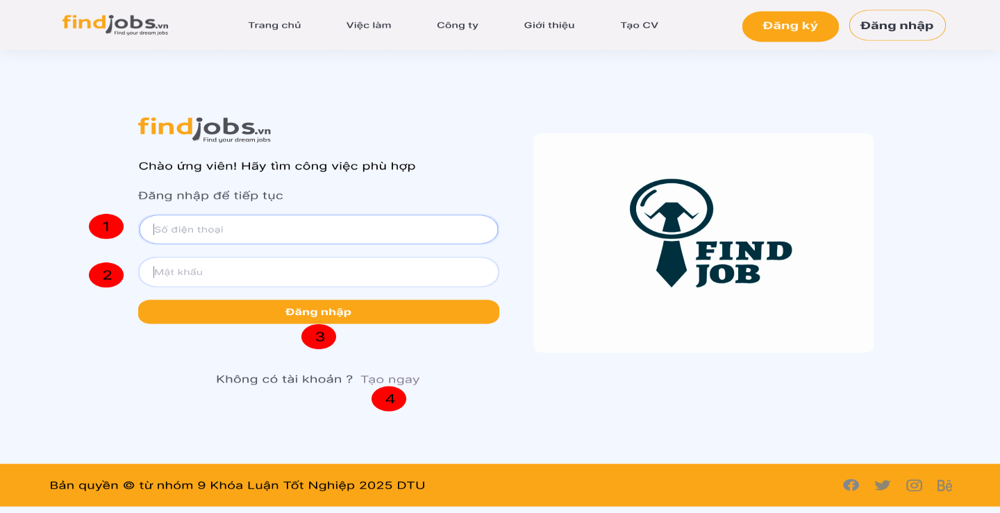 findjobs.vn
Find your dream jobs
Trang chủ Việc làm Công ty Giới thiệu Tạo CV
Đăng ký Đăng nhập
findjobs.vn
Find your dream jobs
Chào ứng viên! Hãy tìm công việc phù hợp
Đăng nhập để tiếp tục
1 Số điện thoại
2 Mật khẩu
Đăng nhập
3
Không có tài khoản ? Tạo ngay
4
FIND
JOB
Bản quyền © từ nhóm 9 Khóa Luận Tốt Nghiệp 2025 DTU
Bē